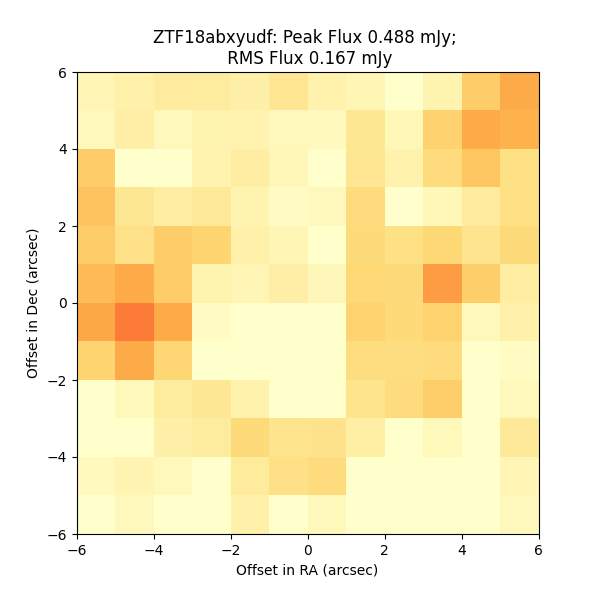 ZTF18abxyudf: Peak Flux 0.488 mJy;
RMS Flux 0.167 mJy
6
4
2
0
−2
−4
−6
Offset in Dec (arcsec)
−6 −4 −2 0 2 4 6
Offset in RA (arcsec)